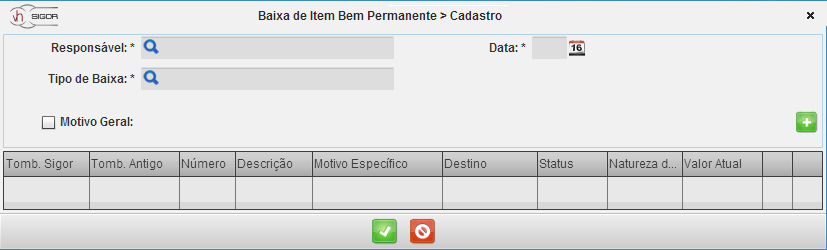 SIGOR
Baixa de Item Bem Permanente > Cadastro
Responsável: *
Data: *
16
Tipo de Baixa: *
Motivo Geral:
Tomb. Sigor Tomb. Antigo Número Descrição Motivo Específico Destino Status Natureza d... Valor Atual